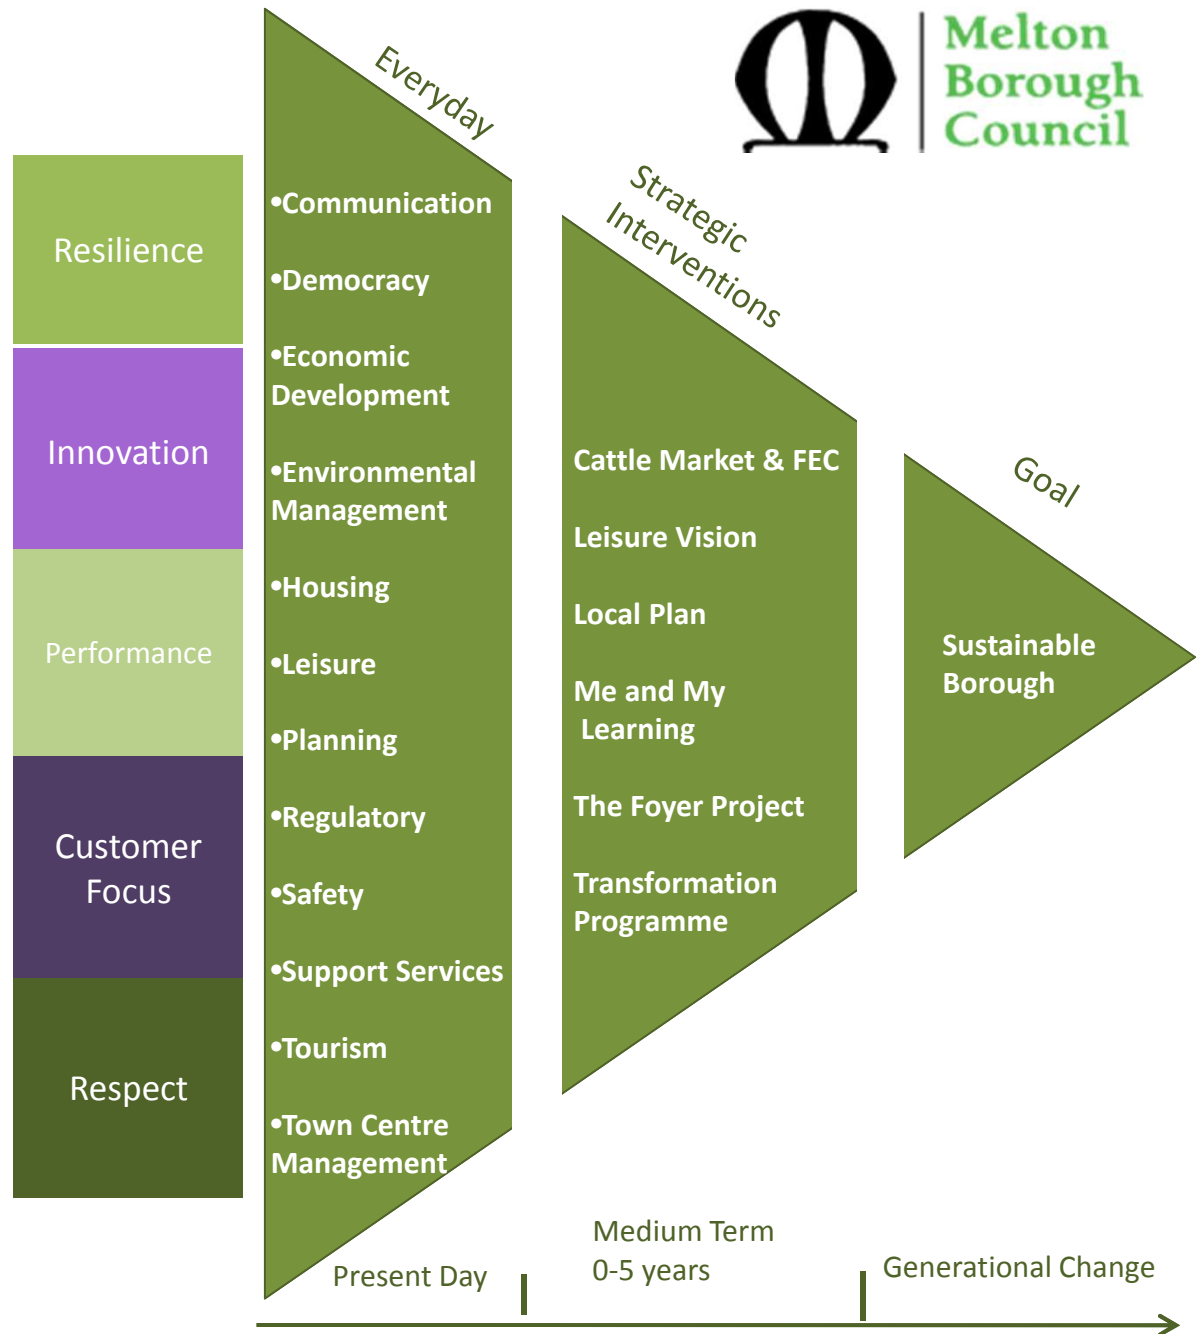 Melton
Borough
Council
Everyday
Strategic
Interventions
Goal
Resilience
Innovation
Performance
Customer
Focus
Respect
•Communication
•Democracy
•Economic
Development
•Environmental
Management
•Housing
•Leisure
•Planning
•Regulatory
•Safety
•Support Services
•Tourism
•Town Centre
Management
Cattle Market & FEC
Leisure Vision
Local Plan
Me and My
Learning
The Foyer Project
Transformation
Programme
Sustainable
Borough
Present Day
Medium Term
0-5 years
Generational Change